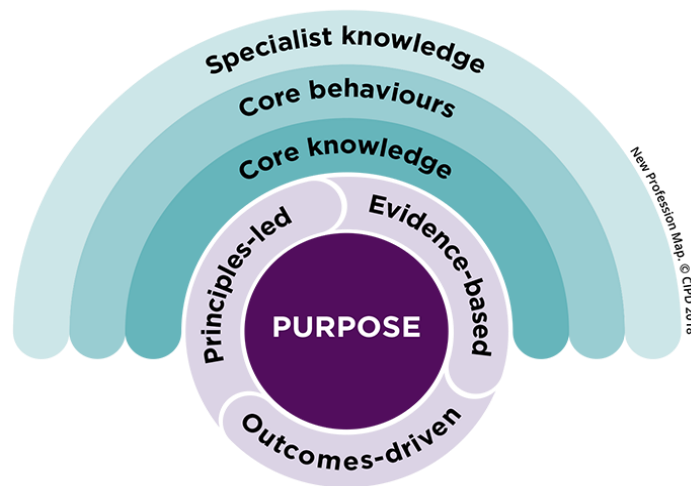 Specialist knowledge
Core behaviours
Core knowledge
Principles-led
Evidence-based
PURPOSE
Outcomes-driven
New Profession Map. © CIPD 2018